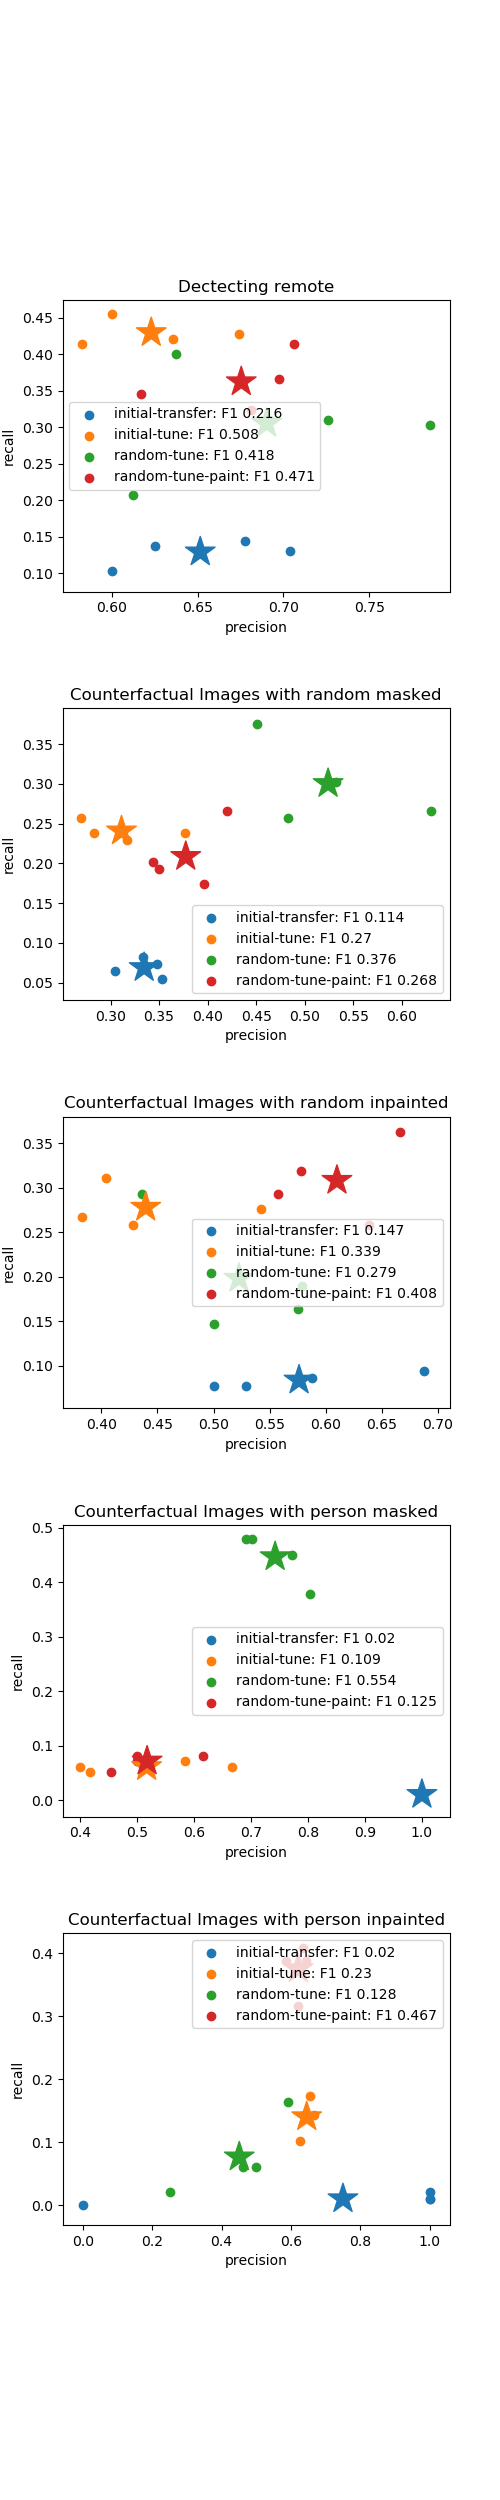 Dectecting remote
0.45
0.40
0.35
0.30
0.25
0.20
0.15
0.10
recall
initial-transfer: F1 0.216
initial-tune: F1 0.508
random-tune: F1 0.418
random-tune-paint: F1 0.471
0.60 0.65 0.70 0.75
precision
Counterfactual Images with random masked
0.35
0.30
0.25
0.20
0.15
0.10
0.05
recall
initial-transfer: F1 0.114
initial-tune: F1 0.27
random-tune: F1 0.376
random-tune-paint: F1 0.268
0.30 0.35 0.40 0.45 0.50 0.55 0.60
precision
Counterfactual Images with random inpainted
0.35
0.30
0.25
0.20
0.15
0.10
recall
initial-transfer: F1 0.147
initial-tune: F1 0.339
random-tune: F1 0.279
random-tune-paint: F1 0.408
0.40 0.45 0.50 0.55 0.60 0.65 0.70
precision
Counterfactual Images with person masked
0.5
0.4
0.3
0.2
0.1
0.0
recall
initial-transfer: F1 0.02
initial-tune: F1 0.109
random-tune: F1 0.554
random-tune-paint: F1 0.125
0.4 0.5 0.6 0.7 0.8 0.9 1.0
precision
Counterfactual Images with person inpainted
0.4
0.3
0.2
0.1
0.0
recall
initial-transfer: F1 0.02
initial-tune: F1 0.23
random-tune: F1 0.128
random-tune-paint: F1 0.467
0.0 0.2 0.4 0.6 0.8 1.0
precision